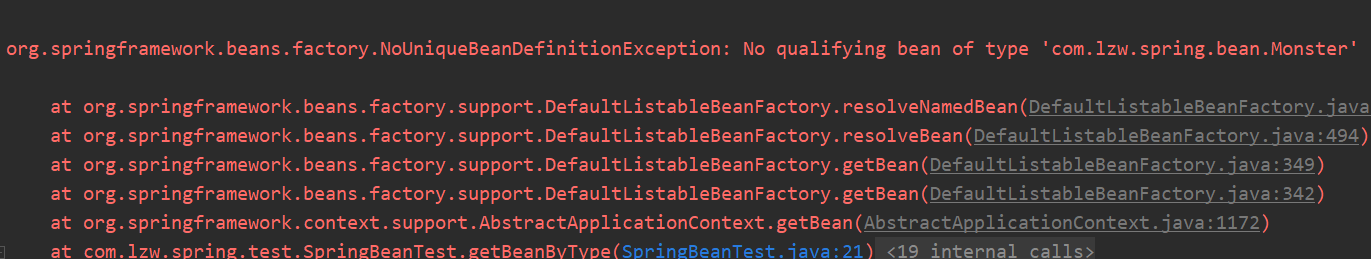 org.springframework.beans.factory.NoUniqueBeanDefinitionException: No qualifying bean of type 'com.lzw.spring.bean.Monster'
at org.springframework.beans.factory.support.DefaultListableBeanFactory.resolveNamedBean(DefaultListableBeanFactory.java
at org.springframework.beans.factory.support.DefaultListableBeanFactory.resolveBean(DefaultListableBeanFactory.java:494)
at org.springframework.beans.factory.support.DefaultListableBeanFactory.getBean(DefaultListableBeanFactory.java:349)
at org.springframework.beans.factory.support.DefaultListableBeanFactory.getBean(DefaultListableBeanFactory.java:342)
at org.springframework.context.support.AbstractApplicationContext.getBean(AbstractApplicationContext.java:1172)
at com.lzw.spring.test.SpringBeanTest.getBeanByType(SpringBeanTest.java:21) <19 internal calls>